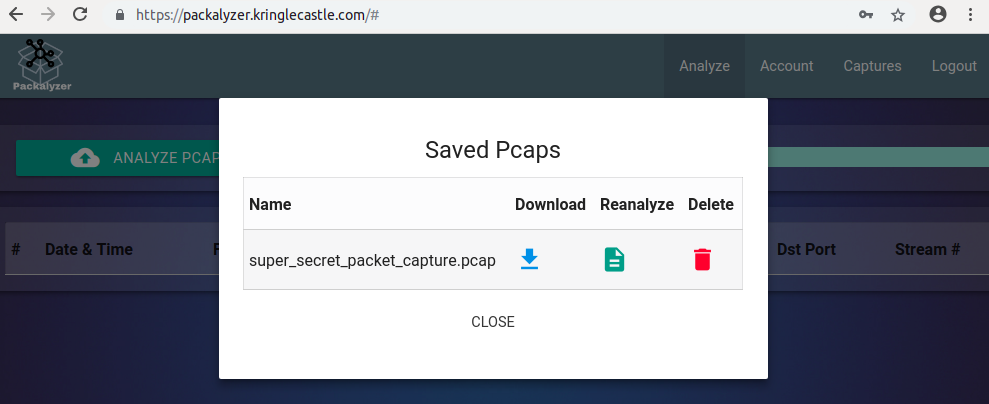 https://packalyzer.kringlecastle.com/#
Packalyzer
Analyze Account Captures Logout
Saved Pcaps
ANALYZE PCAP
Name Download Reanalyze Delete
# Date & Time Dst Port Stream #
super_secret_packet_capture.pcap
CLOSE